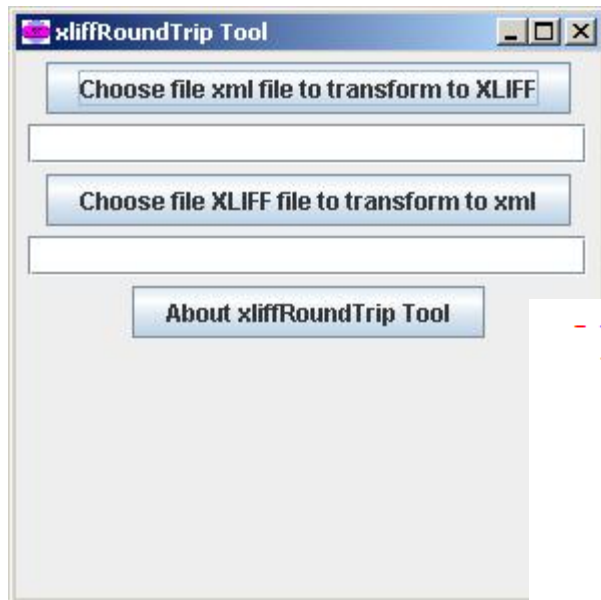 xliffRoundTrip Tool
Choose file xml file to transform to XLIFF
Choose file XLIFF file to transform to xml
About xliffRoundTrip Tool